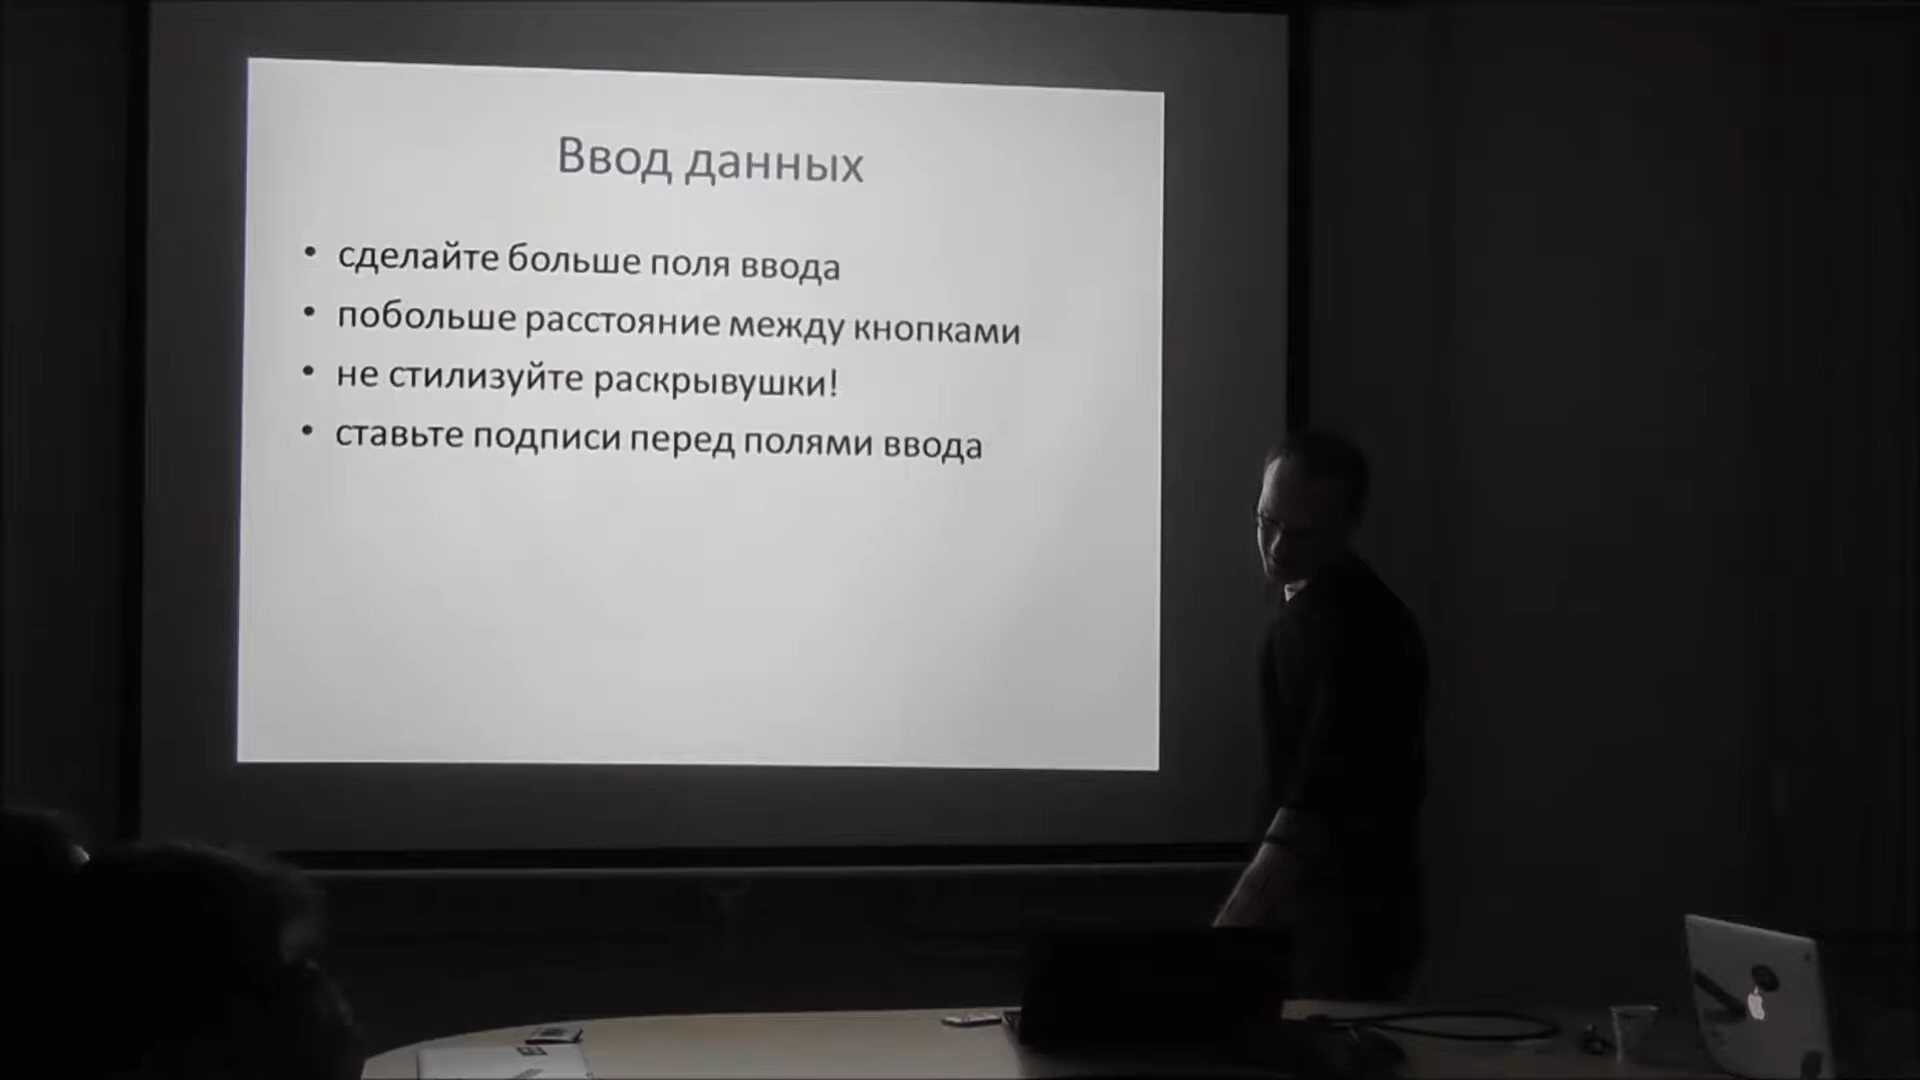 Ввод данных
• сделайте больше поля ввода
• побольше расстояние между кнопками
• не стилизуйте раскрывушки!
• ставьте подписи перед полями ввода